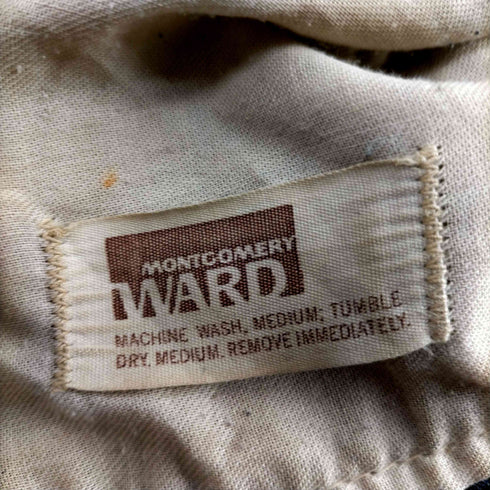 MONTGOMERY
WARD
MACHINE WASH, MEDIUM; TUMBLE
DRY, MEDIUM. REMOVE IMMEDIATELY.